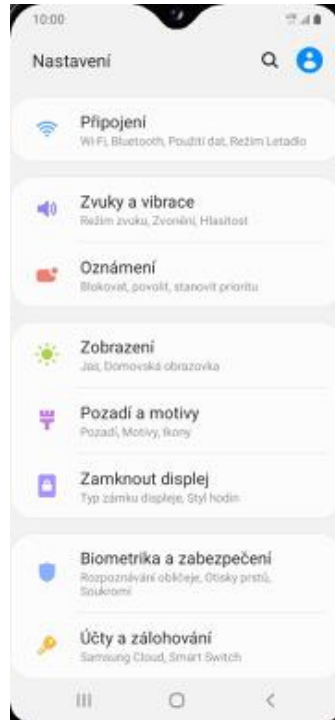 10:00
Nastavení
Připojení
Wi-Fi, Bluetooth, Použití dat, Režim Letadlo
Zvuky a vibrace
Režim zvuku, Zvonění, Hlasitost
Oznámení
Blokovat, povolit, stanovit prioritu
Zobrazení
Jas, Domovská obrazovka
Pozadí a motivy
Pozadí, Motivy, Ikony
Zamknout displej
Typ zámku displeje, Styl hodin
Biometrika a zabezpečení
Rozpoznávání obličeje, Otisky prstů,
Soukromí
Účty a zálohování
Samsung Cloud, Smart Switch